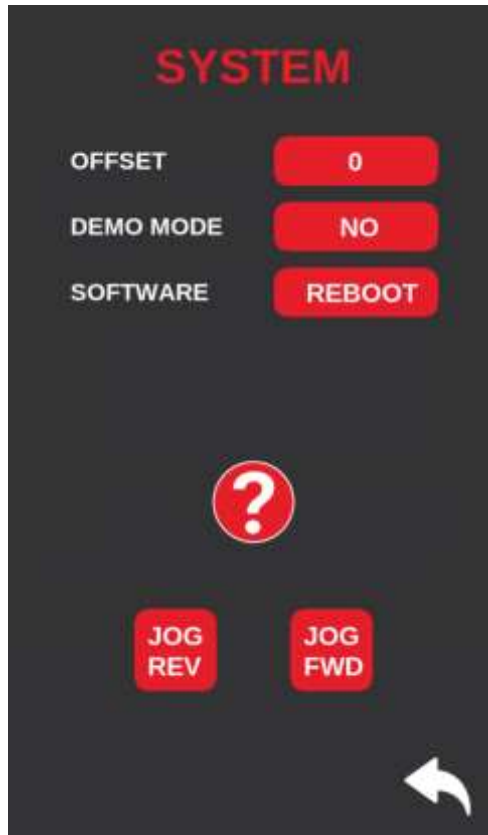 SYSTEM
OFFSET 0
DEMO MODE NO
SOFTWARE REBOOT
?
JOG REV
JOG FWD